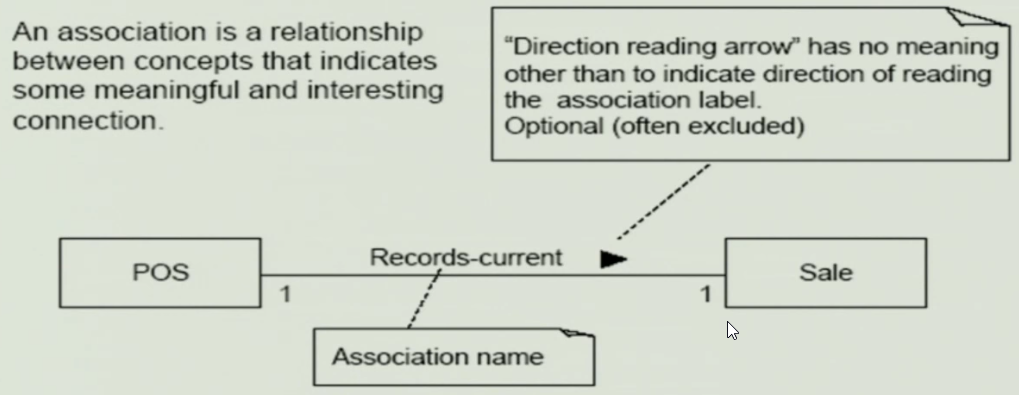 An association is a relationship
between concepts that indicates
some meaningful and interesting
connection.
“Direction reading arrow” has no meaning
other than to indicate direction of reading
the association label.
Optional (often excluded)
POS
Records-current
Sale
1
1
Association name